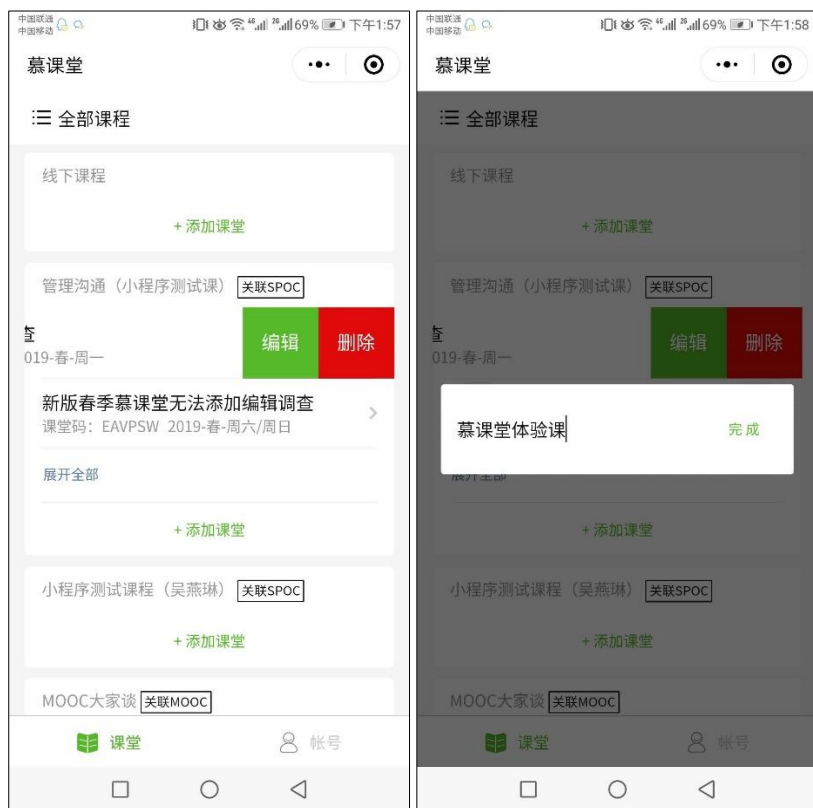 中国联通
中国移动
46 26 69% 下午1:57
慕课堂
全部课程
线下课程
+ 添加课堂
管理沟通（小程序测试课） 关联SPOC
查
019-春-周一
编辑 删除
新版春季慕课堂无法添加编辑调查
课堂码：EAVPSW 2019-春-周六/周日
展开全部
+ 添加课堂
小程序测试课程（吴燕琳） 关联SPOC
+ 添加课堂
MOOC大家谈 关联MOOC
课堂 帐号
中国联通
中国移动
46 26 69% 下午1:58
慕课堂
全部课程
线下课程
+ 添加课堂
管理沟通（小程序测试课） 关联SPOC
查
019-春-周一
编辑 删除
慕课堂体验课 完成
展开全部
+ 添加课堂
小程序测试课程（吴燕琳） 关联SPOC
+ 添加课堂
MOOC大家谈 关联MOOC
课堂 帐号